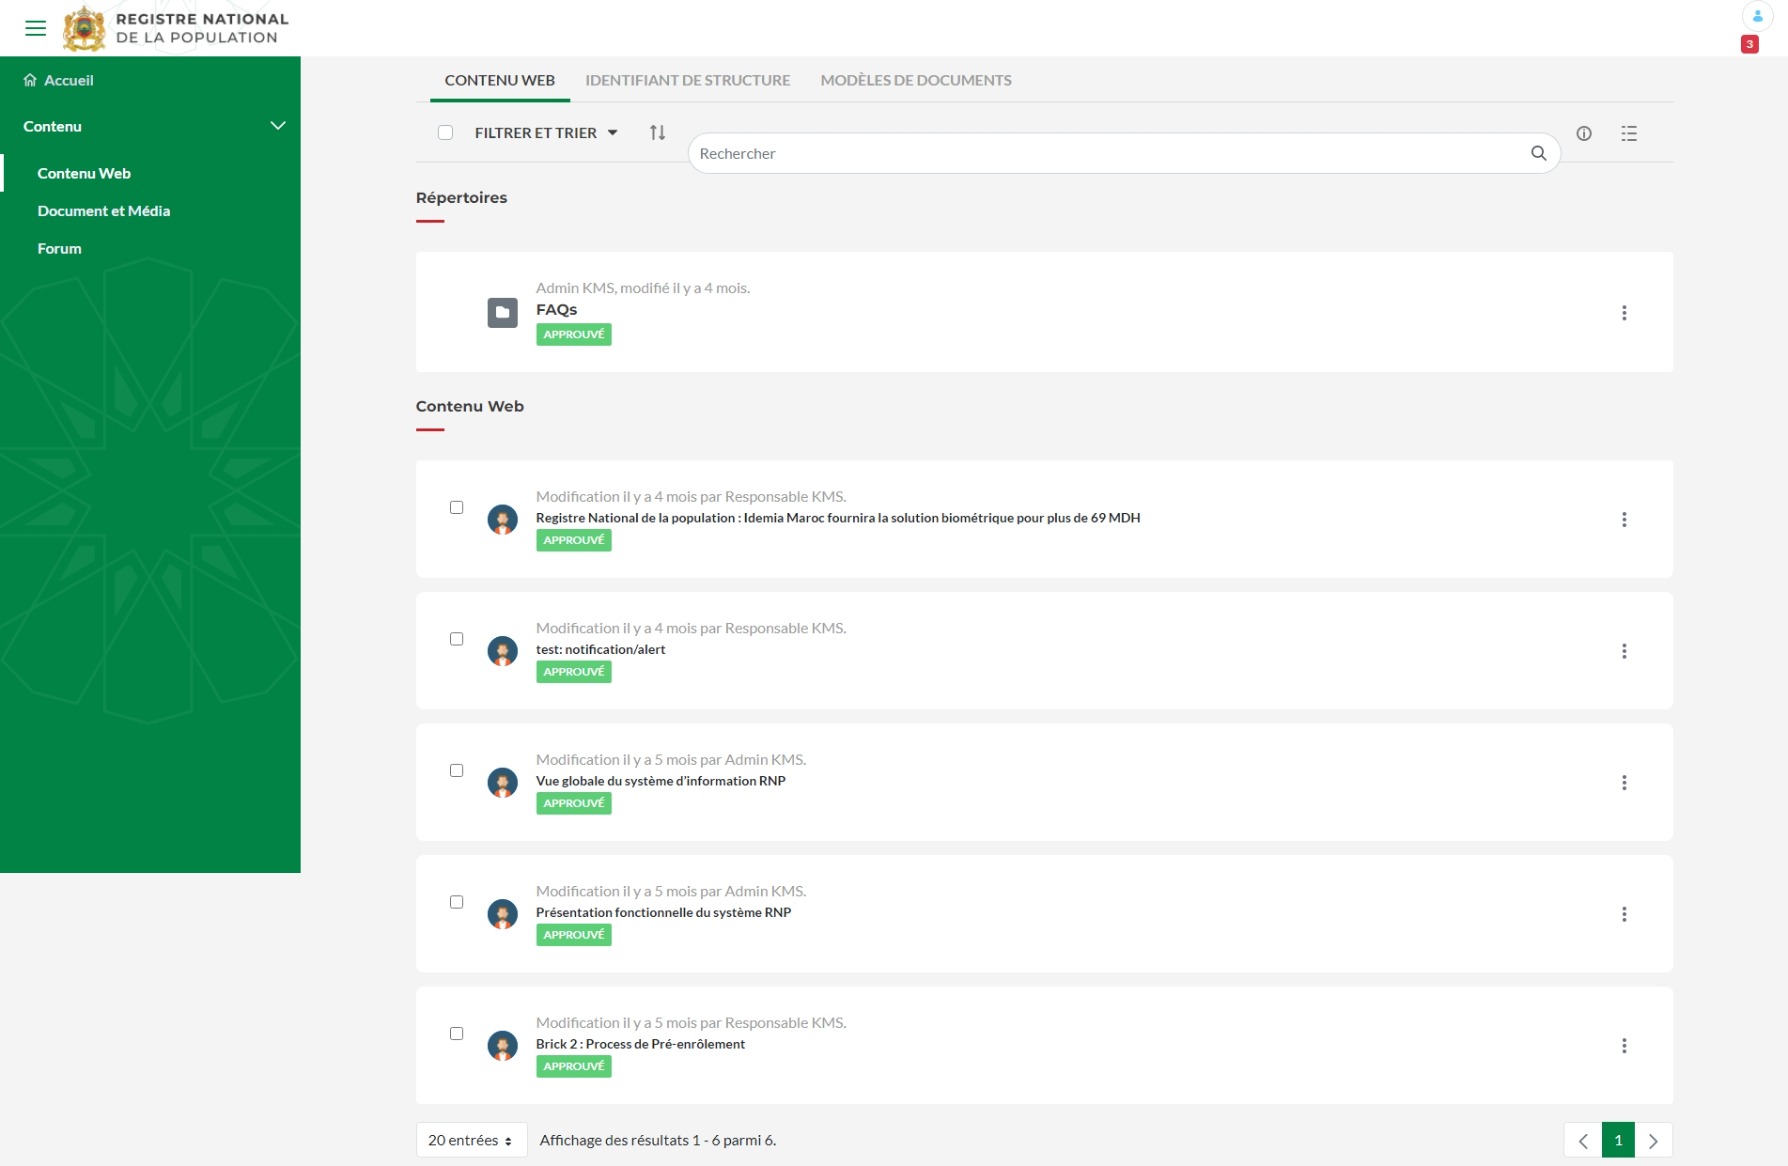 REGISTRE NATIONAL
DE LA POPULATION
3
Accueil
Contenu
Contenu Web
Document et Média
Forum
CONTENU WEB IDENTIFIANT DE STRUCTURE MODÈLES DE DOCUMENTS
FILTRER ET TRIER
Rechercher
Répertoires
Admin KMS, modifié il y a 4 mois.
FAQs
APPROUVÉ
Contenu Web
Modification il y a 4 mois par Responsable KMS.
Registre National de la population : Idemia Maroc fournira la solution biométrique pour plus de 69 MDH
APPROUVÉ
Modification il y a 4 mois par Responsable KMS.
test: notification/alert
APPROUVÉ
Modification il y a 5 mois par Admin KMS.
Vue globale du système d’information RNP
APPROUVÉ
Modification il y a 5 mois par Admin KMS.
Présentation fonctionnelle du système RNP
APPROUVÉ
Modification il y a 5 mois par Responsable KMS.
Brick 2 : Process de Pré-enrôlement
APPROUVÉ
20 entrées Affichage des résultats 1 - 6 parmi 6. 1